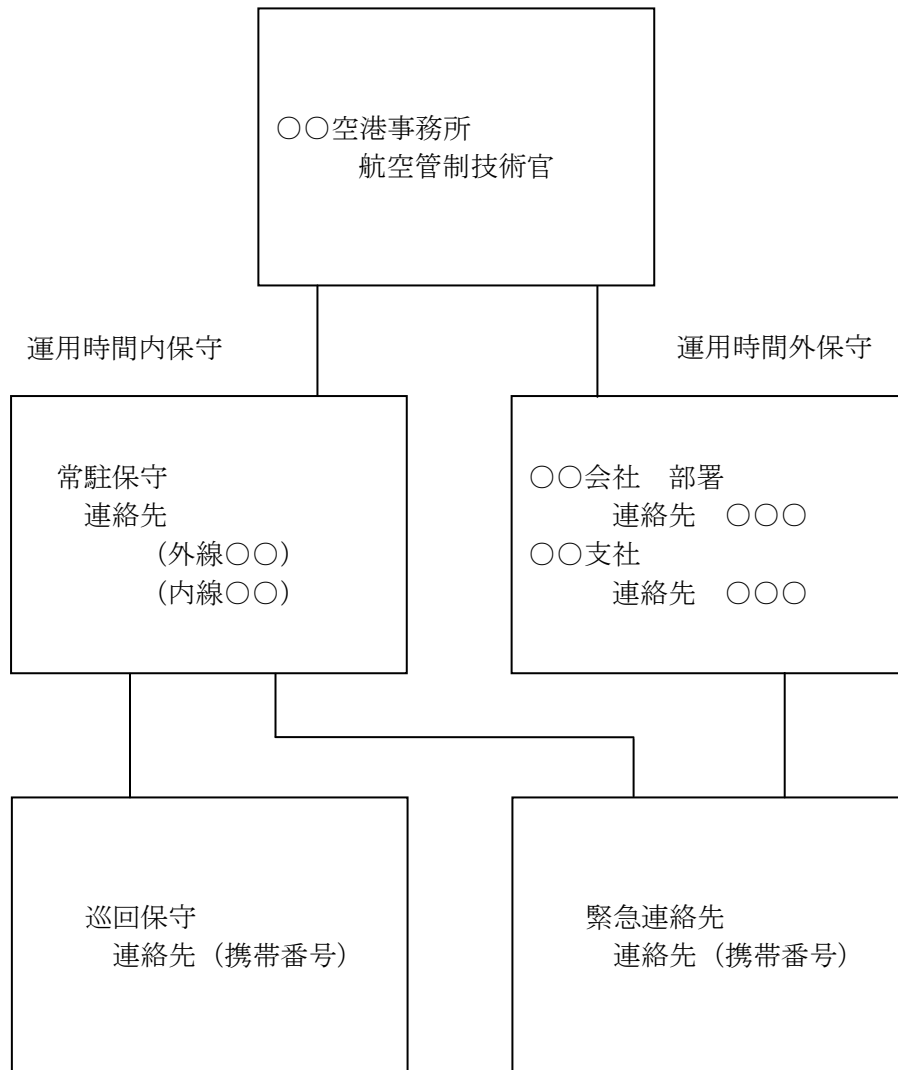 ○○空港事務所
航空管制技術官
運用時間内保守
運用時間外保守
常駐保守
連絡先
（外線○○）
（内線○○）
○○会社　部署
連絡先　○○○
○○支社
連絡先　○○○
巡回保守
連絡先（携帯番号）
緊急連絡先
連絡先（携帯番号）